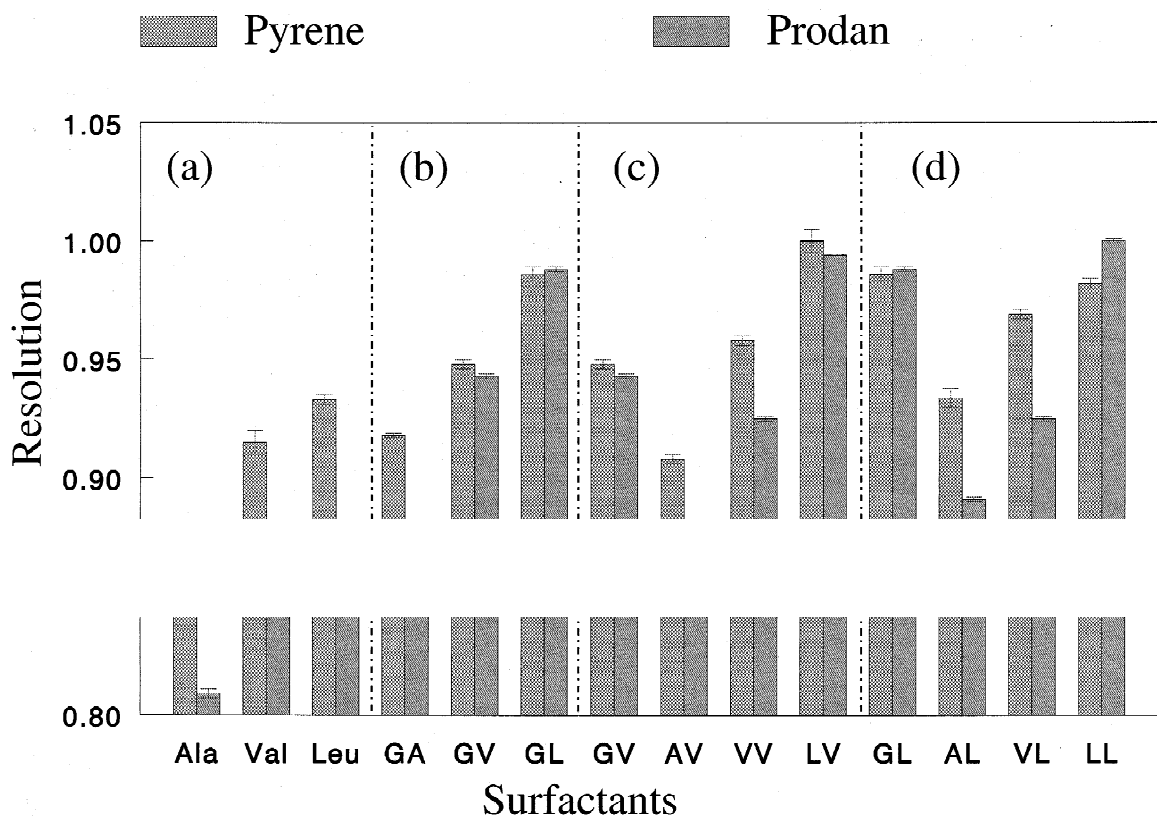 Pyrene Prodan
1.05
(a) (b) (c) (d)
1.00
0.95
0.90
0.80
Resolution
Ala Val Leu GA GV GL GV AV VV LV GL AL VL LL
Surfactants